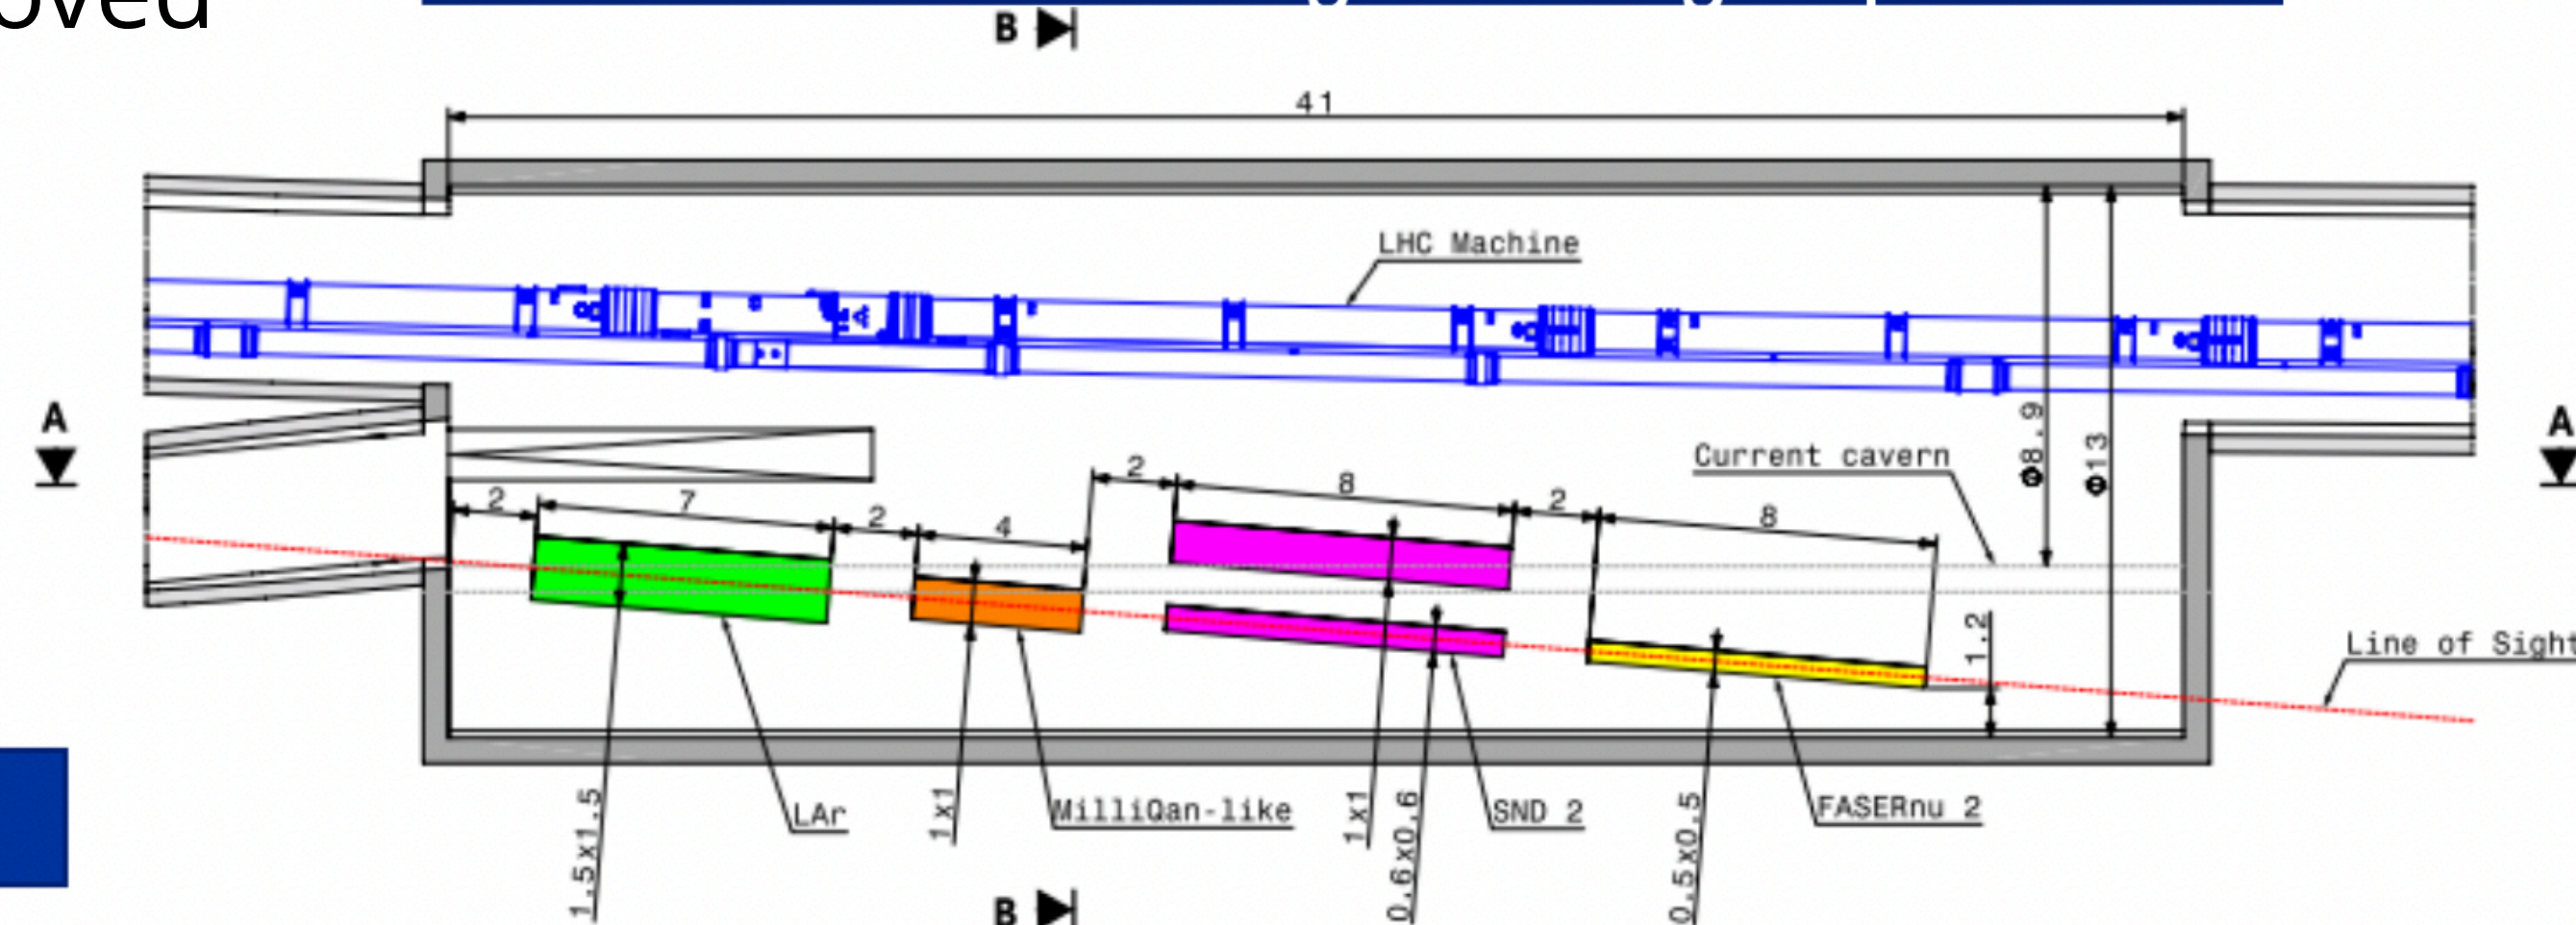 oved
B
41
LHC Machine
A
A
Φ8.9
Φ13
Current cavern
2
7
2
4
2
8
2
8
1.2
Line of Sight
1.5x1.5
LAr
1x1
MilliQan-like
1x1
0.6x0.6
SND 2
0.5x0.5
FASERnu 2
B